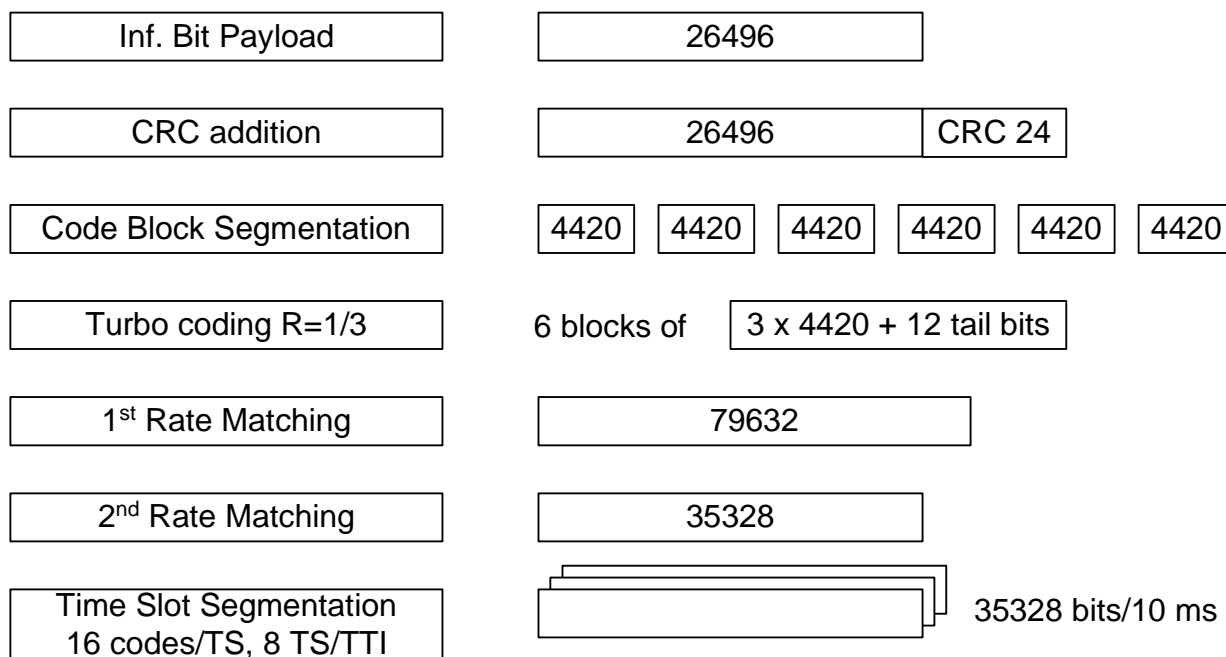 Inf. Bit Payload 26496
CRC addition 26496 CRC 24
Code Block Segmentation 4420 4420 4420 4420 4420 4420
Turbo coding R=1/3 6 blocks of 3 x 4420 + 12 tail bits
1st Rate Matching 79632
2nd Rate Matching 35328
Time Slot Segmentation
16 codes/TS, 8 TS/TTI
35328 bits/10 ms